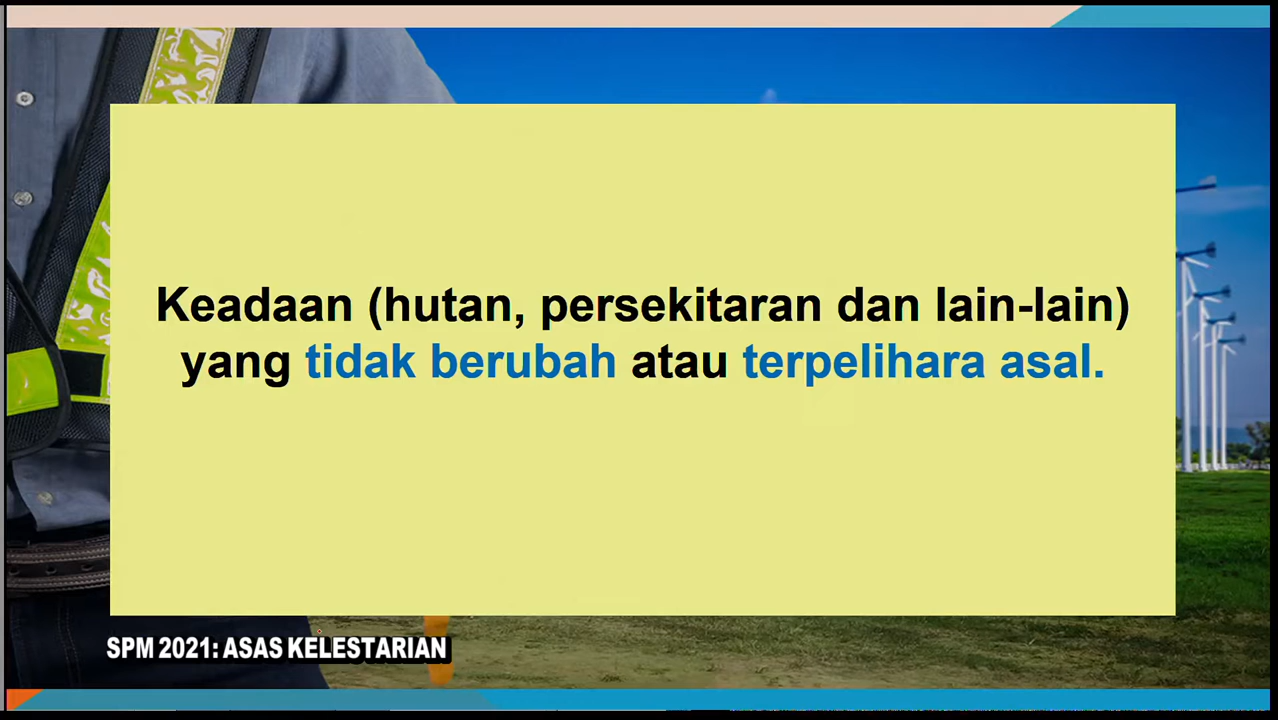 Keadaan (hutan, persekitaran dan lain-lain)
yang tidak berubah atau terpelihara asal.
SPM 2021: ASAS KELESTARIAN